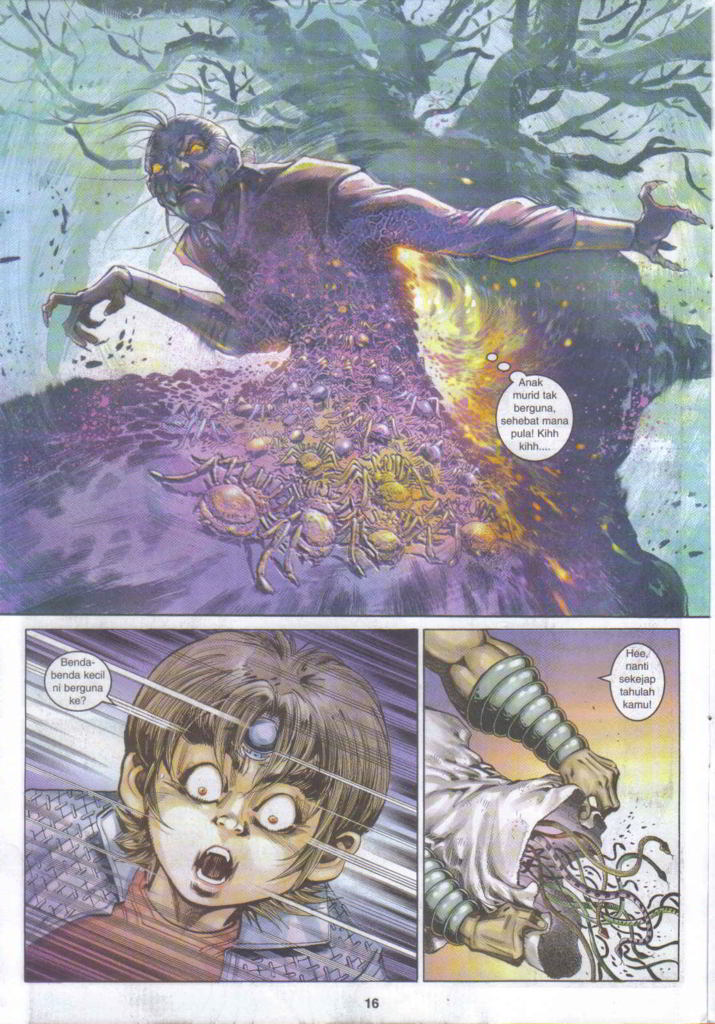 Anak
murid tak
berguna,
sehebat mana
pula! Kihh
kihh....
Benda-
benda kecil
ni berguna
ke?
Hee,
nanti
sekejap
tahulah
kamu!
16